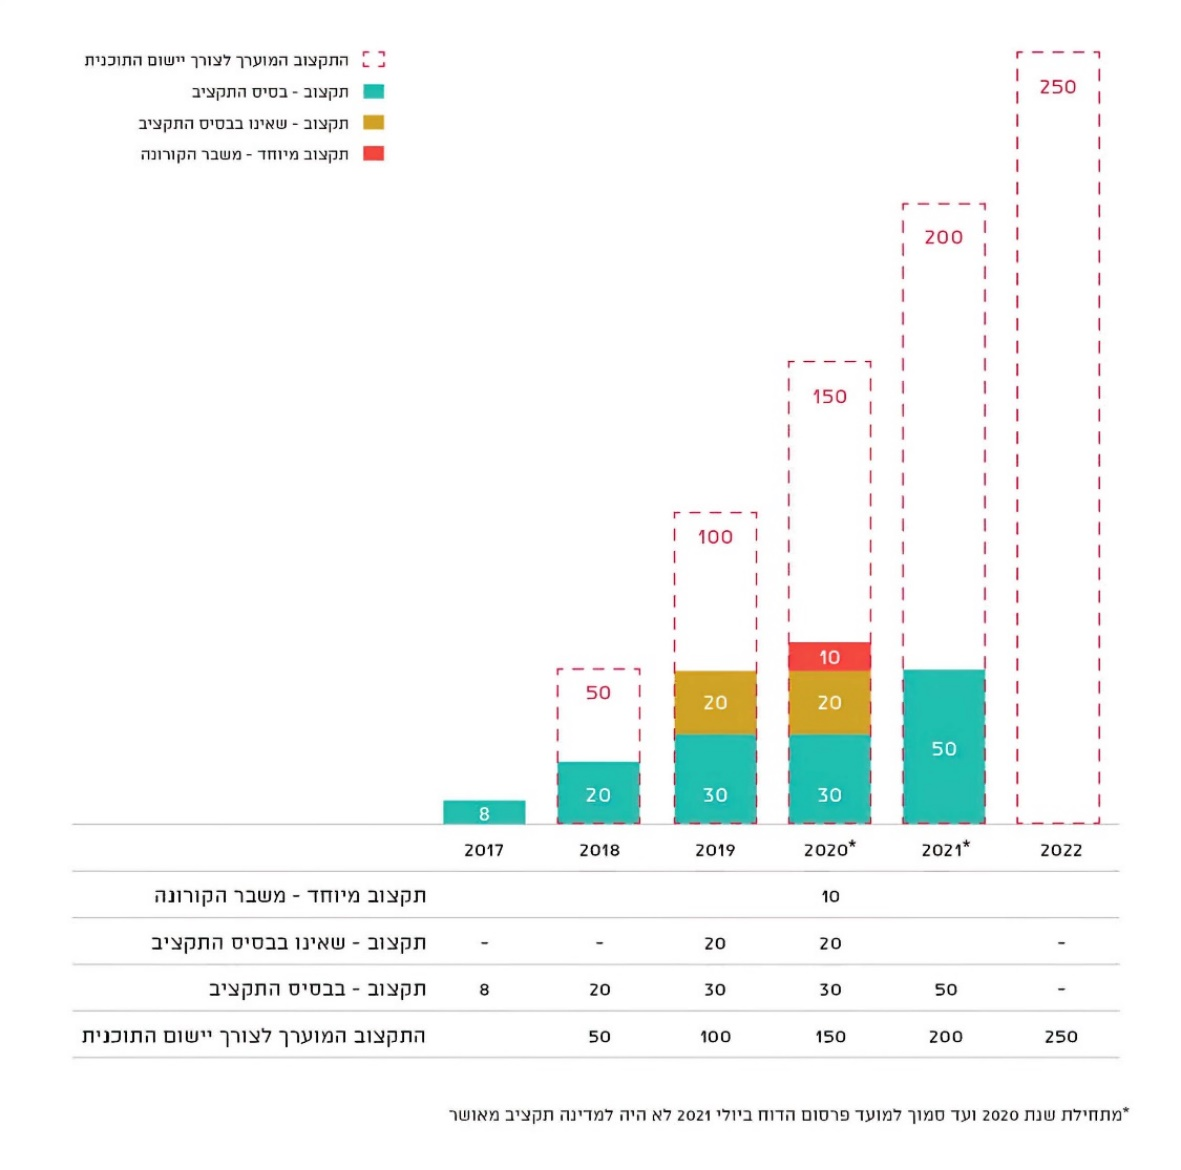 התקצוב המוערך לצורך יישום התוכנית
תקצוב - בסיס התקציב
תקצוב - שאינו בבסיס התקציב
תקצוב מיוחד - משבר הקורונה
250
200
150
100
10
50
20 20
50
20 30 30
8
2017 2018 2019 2020* 2021* 2022
תקצוב מיוחד - משבר הקורונה 10
תקצוב - שאינו בבסיס התקציב - - 20 20 -
תקצוב - בבסיס התקציב 8 20 30 30 50 -
התקצוב המוערך לצורך יישום התוכנית 50 100 150 200 250
*מתחילת שנת 2020 ועד סמוך למועד פרסום הדוח ביולי 2021 לא היה למדינה תקציב מאושר